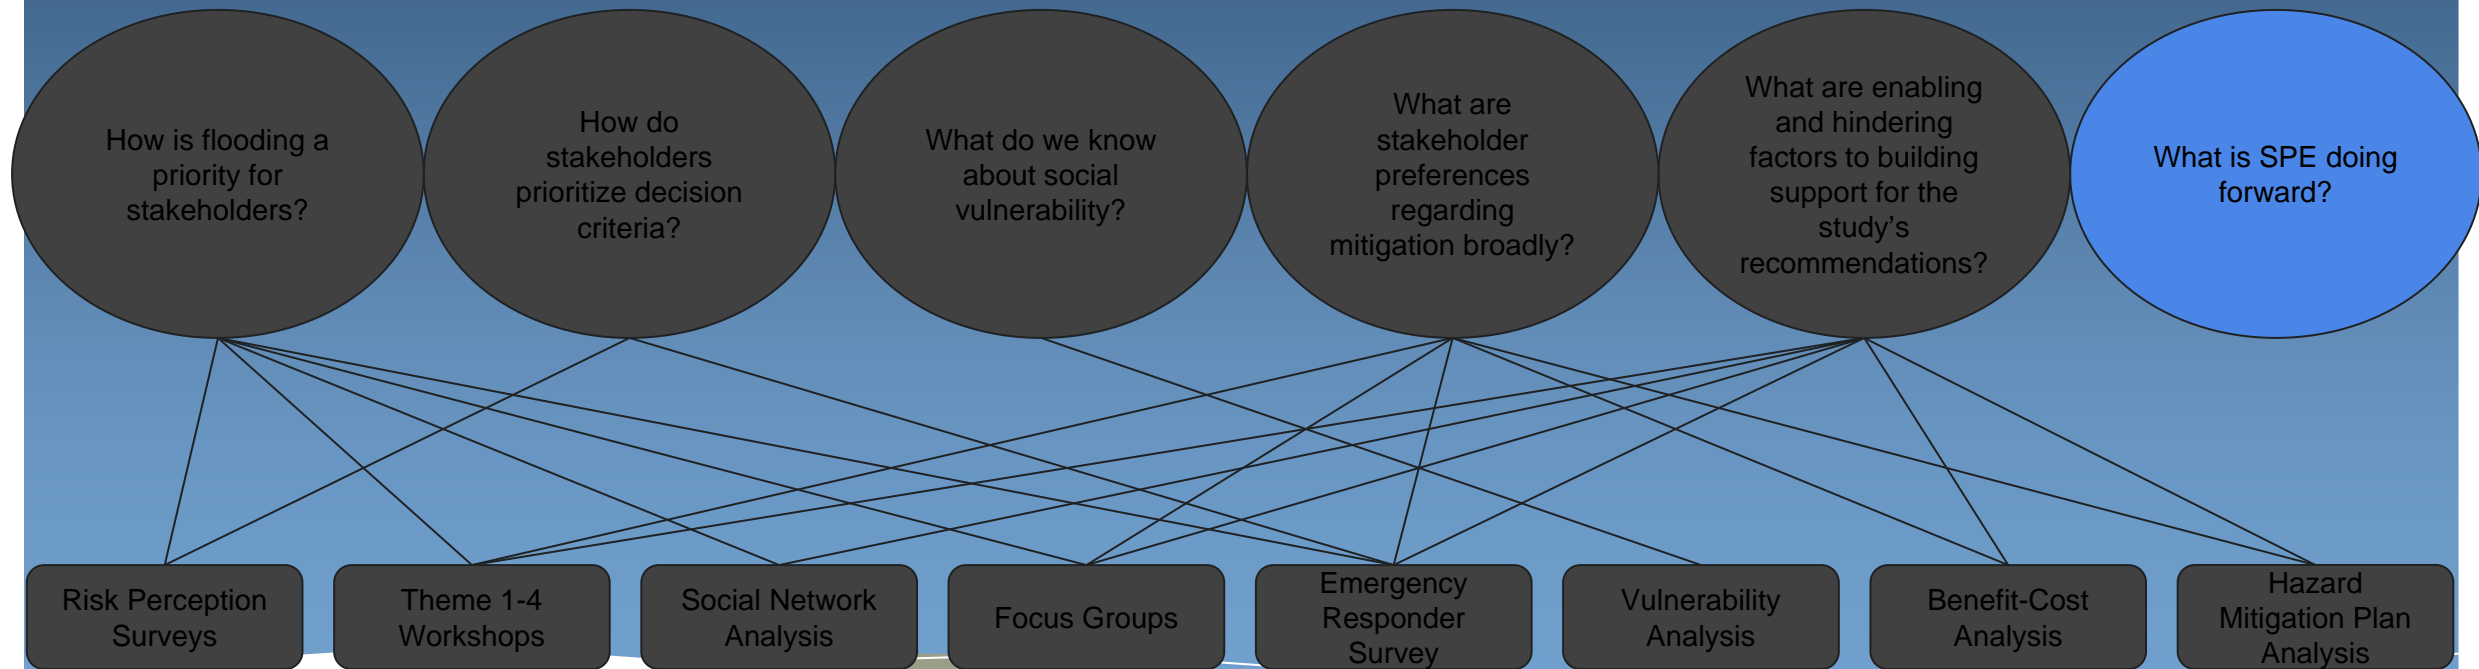 How is flooding a
priority for
stakeholders?
How do
stakeholders
prioritize decision
criteria?
What do we know
about social
vulnerability?
What are
stakeholder
preferences
regarding
mitigation broadly?
What are enabling
and hindering
factors to building
support for the
study’s
recommendations?
What is SPE doing
forward?
Risk Perception
Surveys
Theme 1-4
Workshops
Social Network
Analysis
Focus Groups
Emergency
Responder
Survey
Vulnerability
Analysis
Benefit-Cost
Analysis
Hazard
Mitigation Plan
Analysis